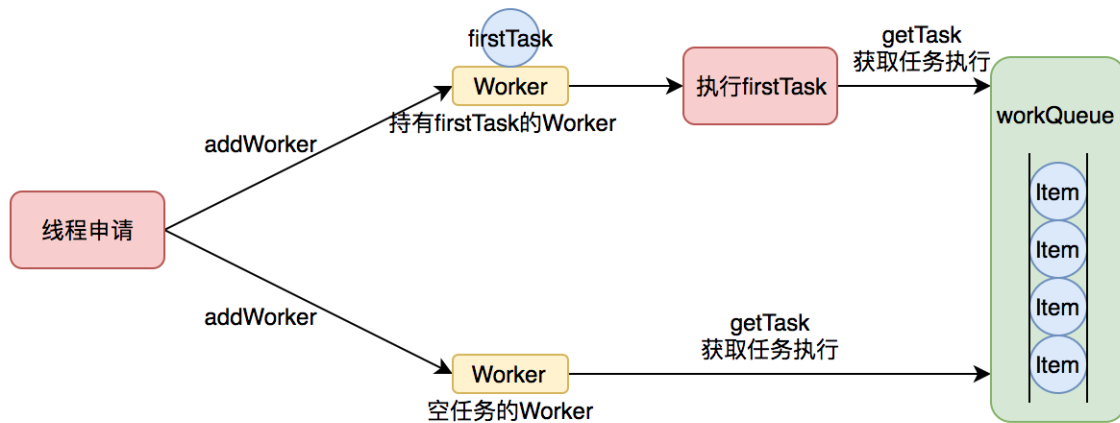 firstTask
Worker
持有firstTask的Worker
执行firstTask
getTask
获取任务执行
workQueue
addWorker
线程申请
addWorker
Item
Item
Item
Item
getTask
获取任务执行
Worker
空任务的Worker